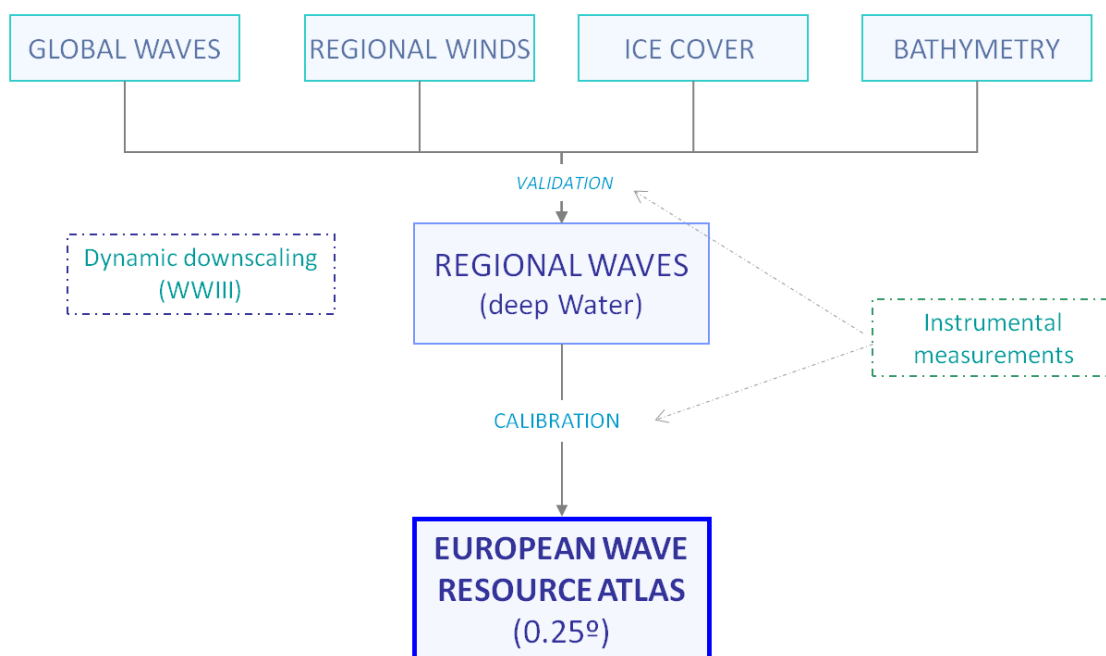 GLOBAL WAVES
REGIONAL WINDS
ICE COVER
BATHYMETRY
VALIDATION
Dynamic downscaling
(WWIII)
REGIONAL WAVES
(deep Water)
Instrumental
measurements
CALIBRATION
EUROPEAN WAVE
RESOURCE ATLAS
(0.25º)